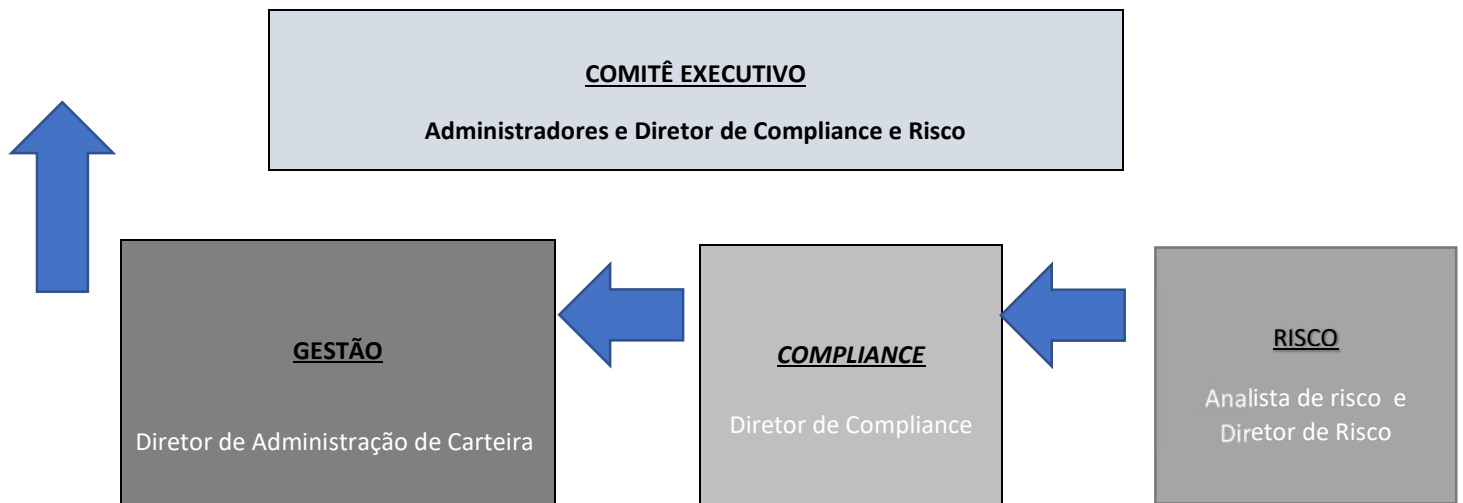 COMITÊ EXECUTIVO
Administradores e Diretor de Compliance e Risco
GESTÃO
Diretor de Administração de Carteira
COMPLIANCE
Diretor de Compliance
RISCO
Analista de risco e
Diretor de Risco